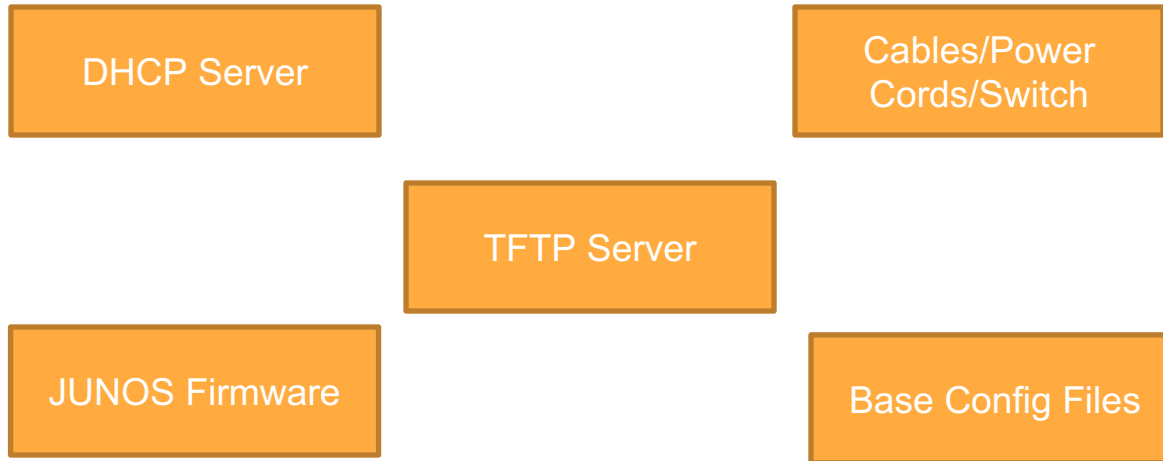 DHCP Server
Cables/Power
Cords/Switch
TFTP Server
JUNOS Firmware
Base Config Files